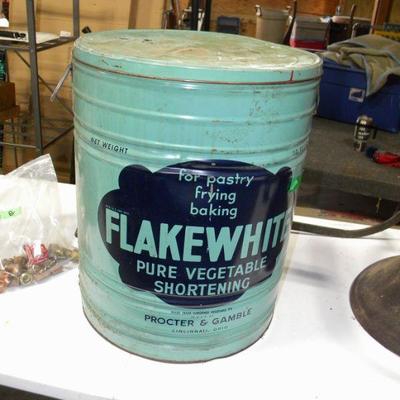 NET WEIGHT
for pastry
frying
baking
FLAKEWHITE
PURE VEGETABLE
SHORTENING
PROCTER & GAMBLE
CINCINNATI, OHIO